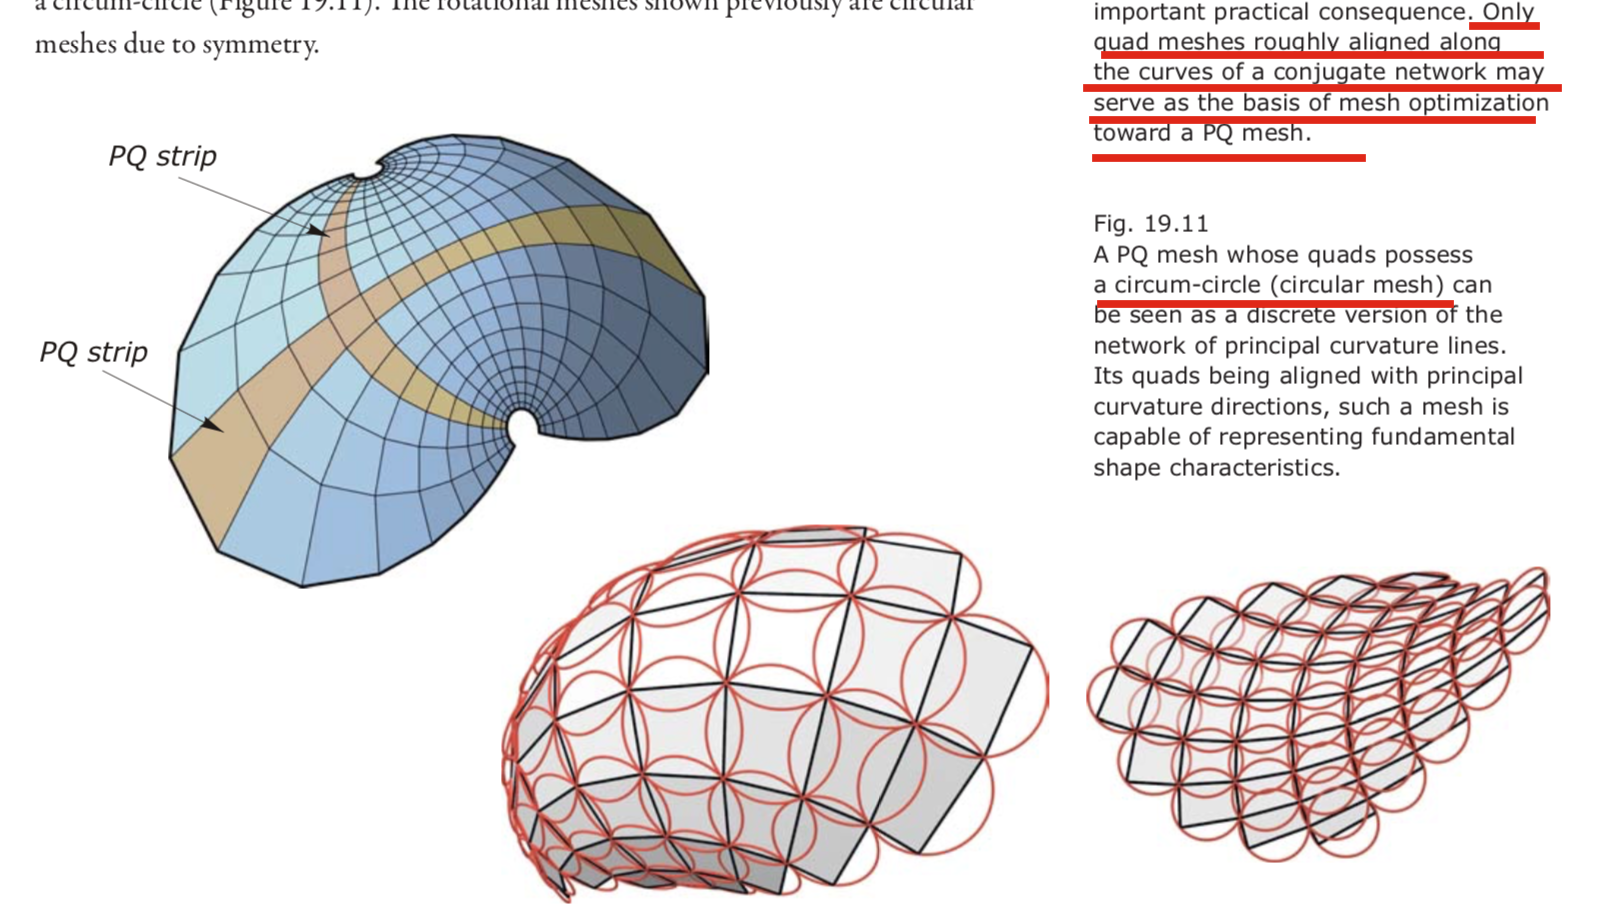 a circum-circle (Figure 19.11). The rotational meshes shown previously are circular
meshes due to symmetry.
PQ strip
PQ strip
important practical consequence. Only
quad meshes roughly aligned along
the curves of a conjugate network may
serve as the basis of mesh optimization
toward a PQ mesh.
Fig. 19.11
A PQ mesh whose quads possess
a circum-circle (circular mesh) can
be seen as a discrete version of the
network of principal curvature lines.
Its quads being aligned with principal
curvature directions, such a mesh is
capable of representing fundamental
shape characteristics.